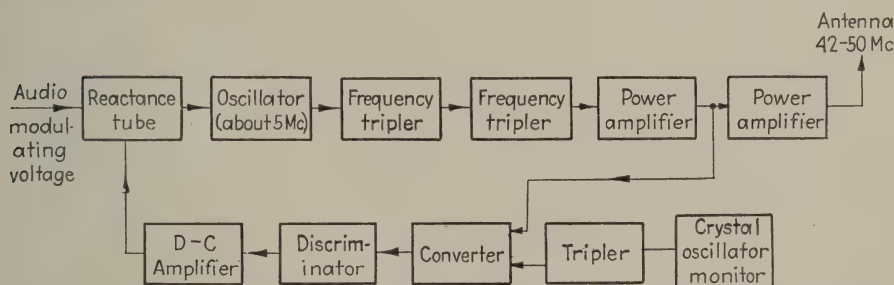 Antenna
42-50 Mc
Audio
modul-
ating
voltage
Reactance
tube
Oscillator
(about 5 Mc)
Frequency
tripler
Frequency
tripler
Power
amplifier
Power
amplifier
D-C
Amplifier
Discrim-
inator
Converter
Tripler
Crystal
oscillator
monitor